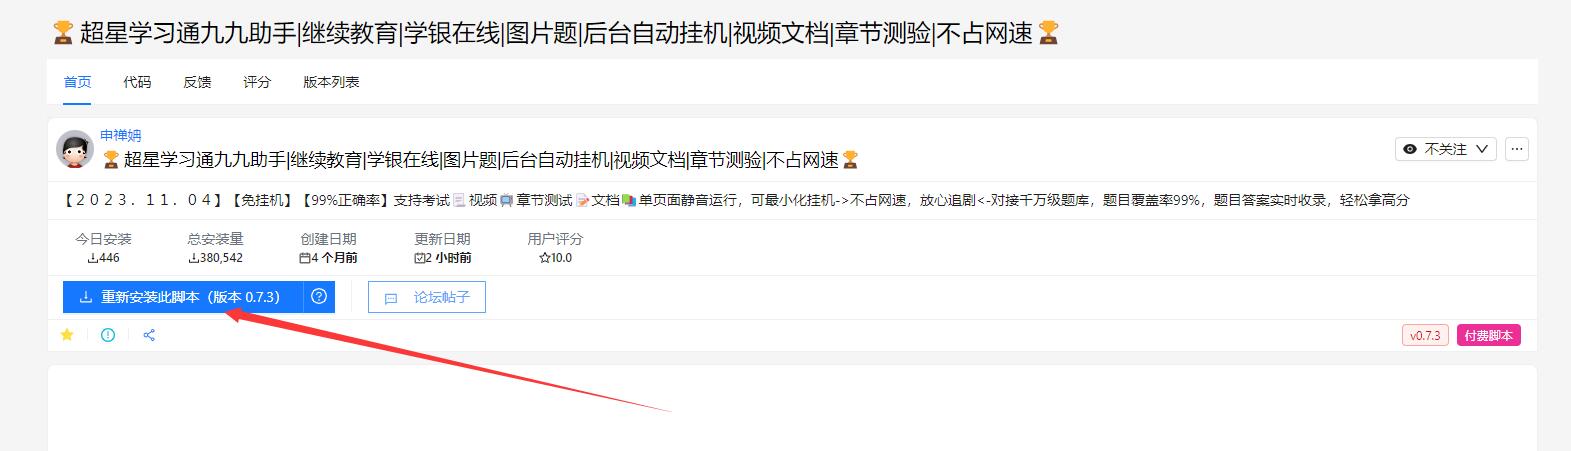 🏆超星学习通九九助手|继续教育|学银在线|图片题|后台自动挂机|视频文档|章节测验|不占网速🏆
首页 代码 反馈 评分 版本列表
申禅姌
🏆超星学习通九九助手|继续教育|学银在线|图片题|后台自动挂机|视频文档|章节测验|不占网速🏆
不关注
【２０２３．１１．０４】【免挂机】【99%正确率】支持考试📃视频📺章节测试📝文档📚单页面静音运行，可最小化挂机->不占网速，放心追剧<-对接千万级题库，题目覆盖率99%，题目答案实时收录，轻松拿高分
今日安装 总安装量 创建日期 更新日期 用户评分
446 380,542 4 个月前 2 小时前 10.0
重新安装此脚本（版本 0.7.3） 论坛帖子
v0.7.3 付费脚本